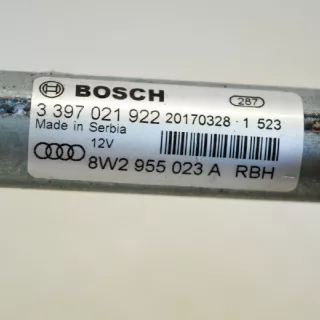 BOSCH 287
3 397 021 922 20170328 · 1 523
Made in Serbia
12V
8W2 955 023 A RBH